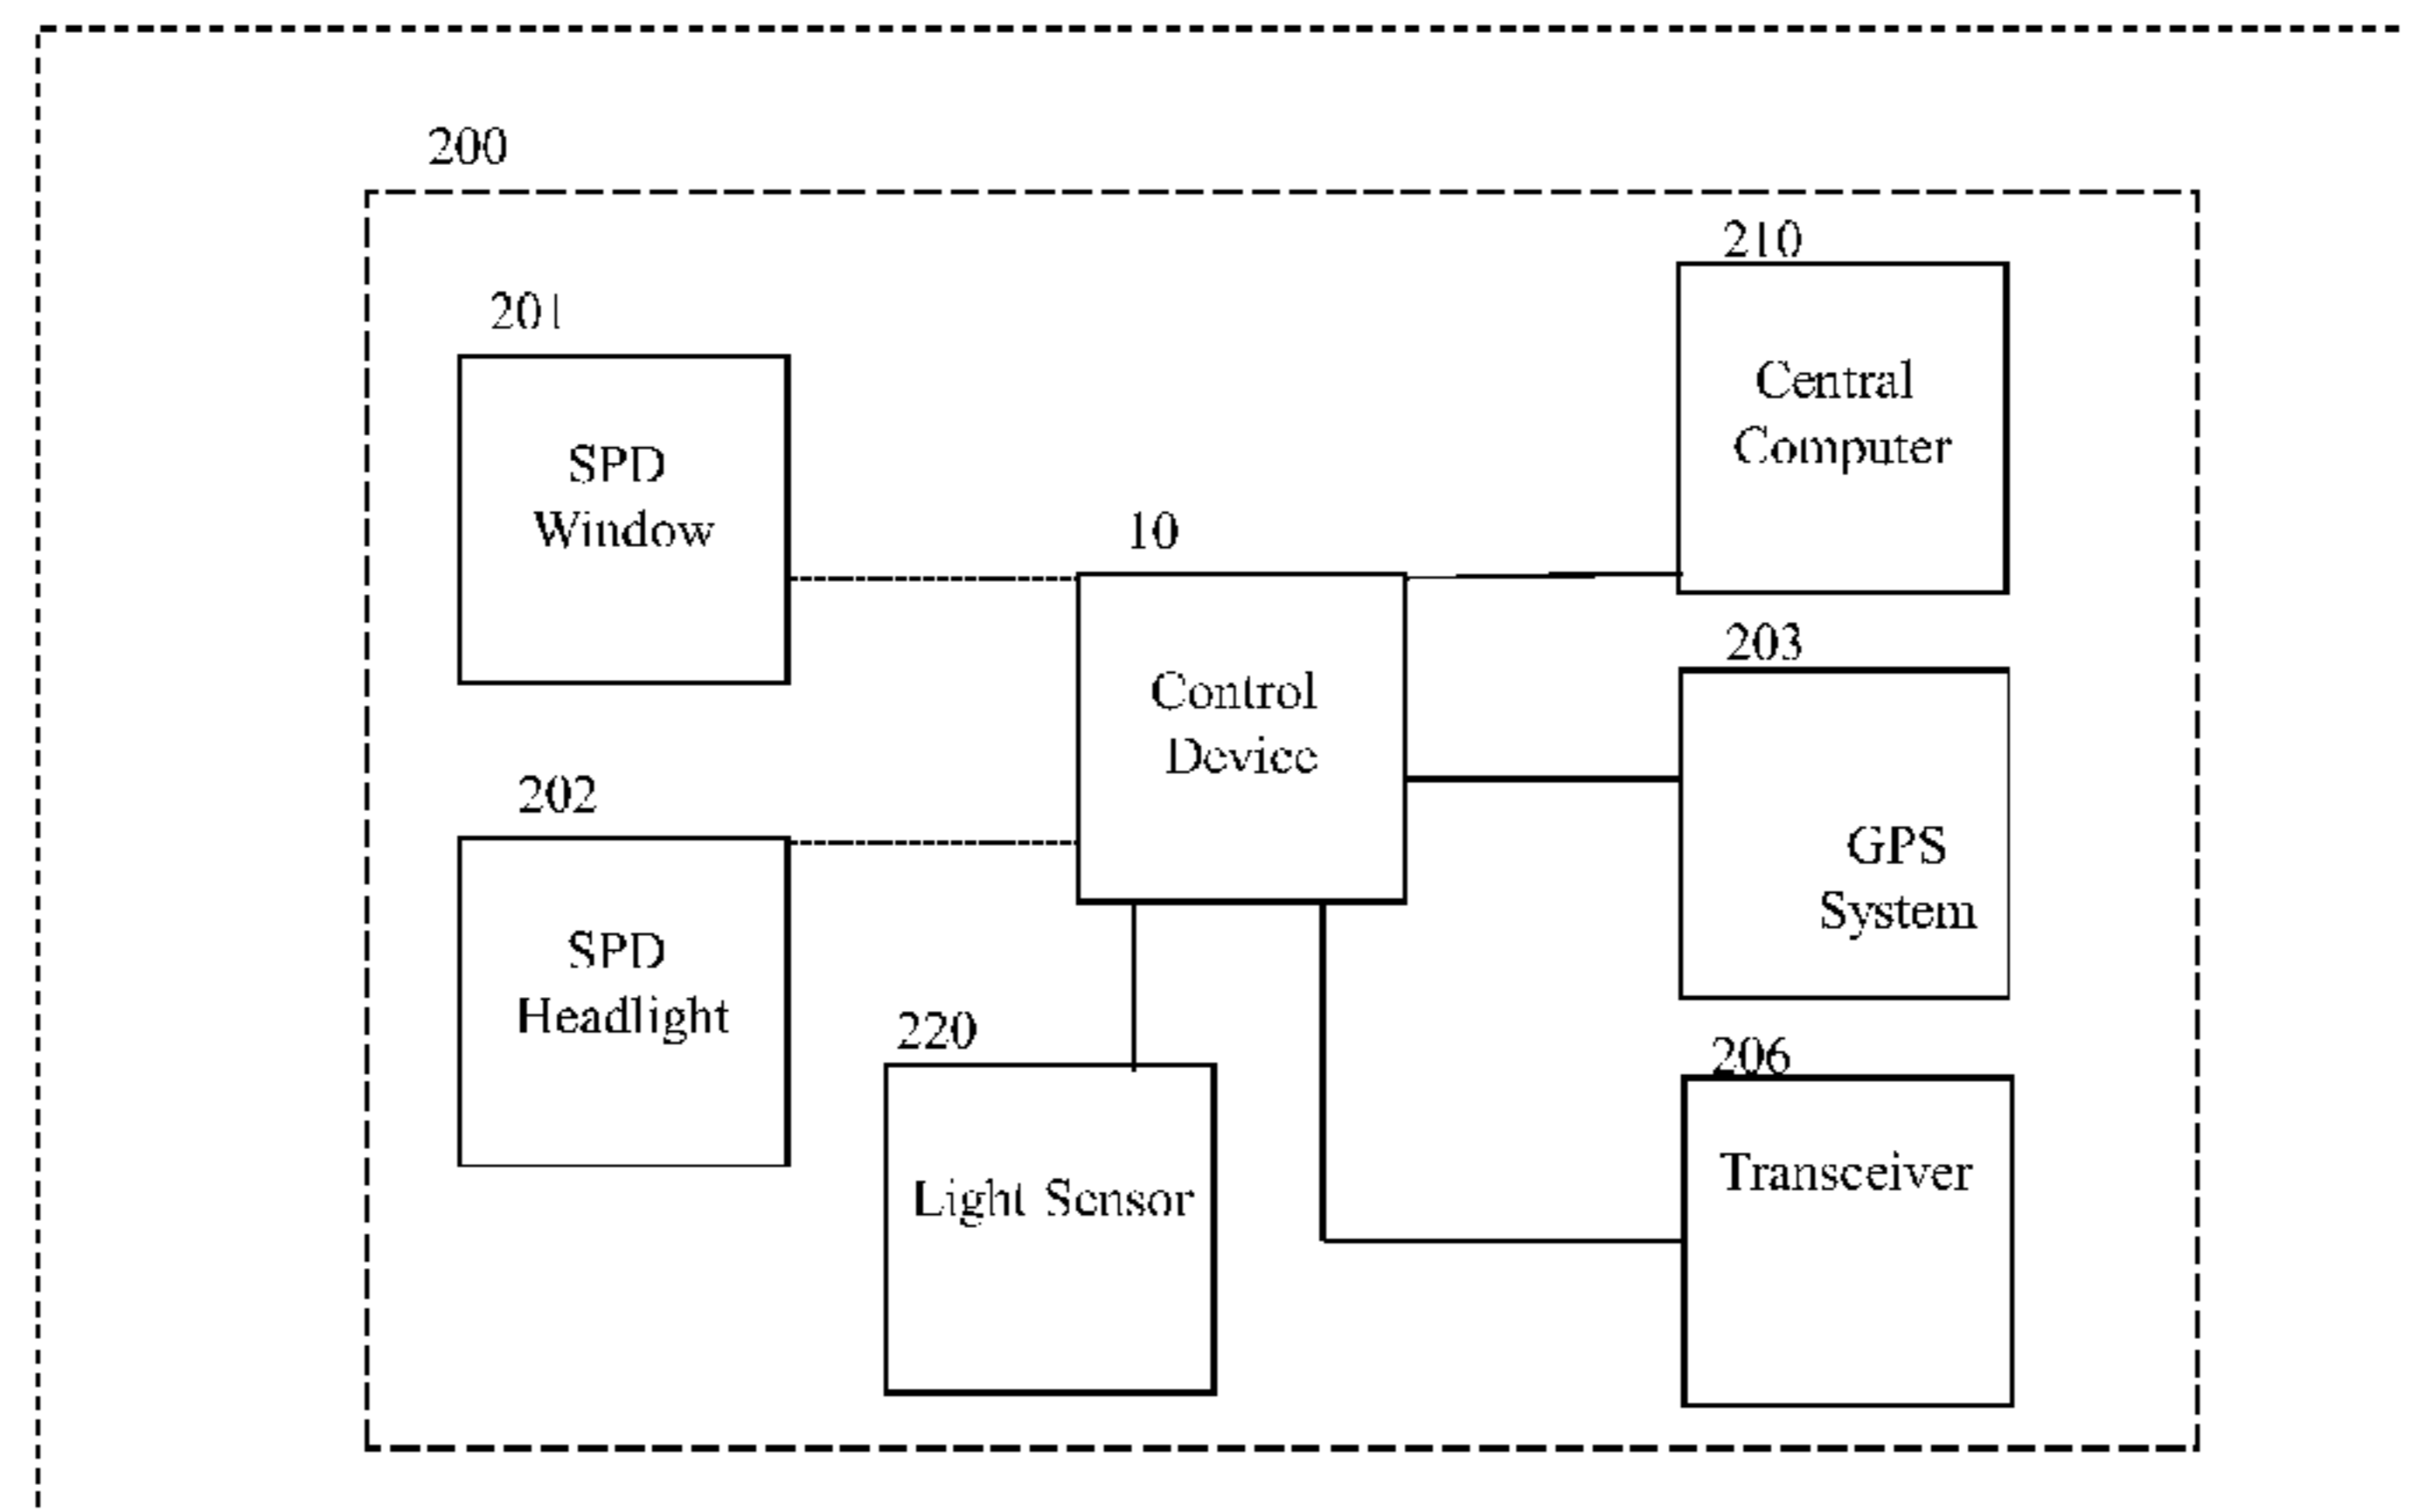 200
210
201
Central
Computer
SPD
Window
10
203
Control
Device
202
GPS
System
SPD
Headlight
220
206
Light Sensor
Transceiver